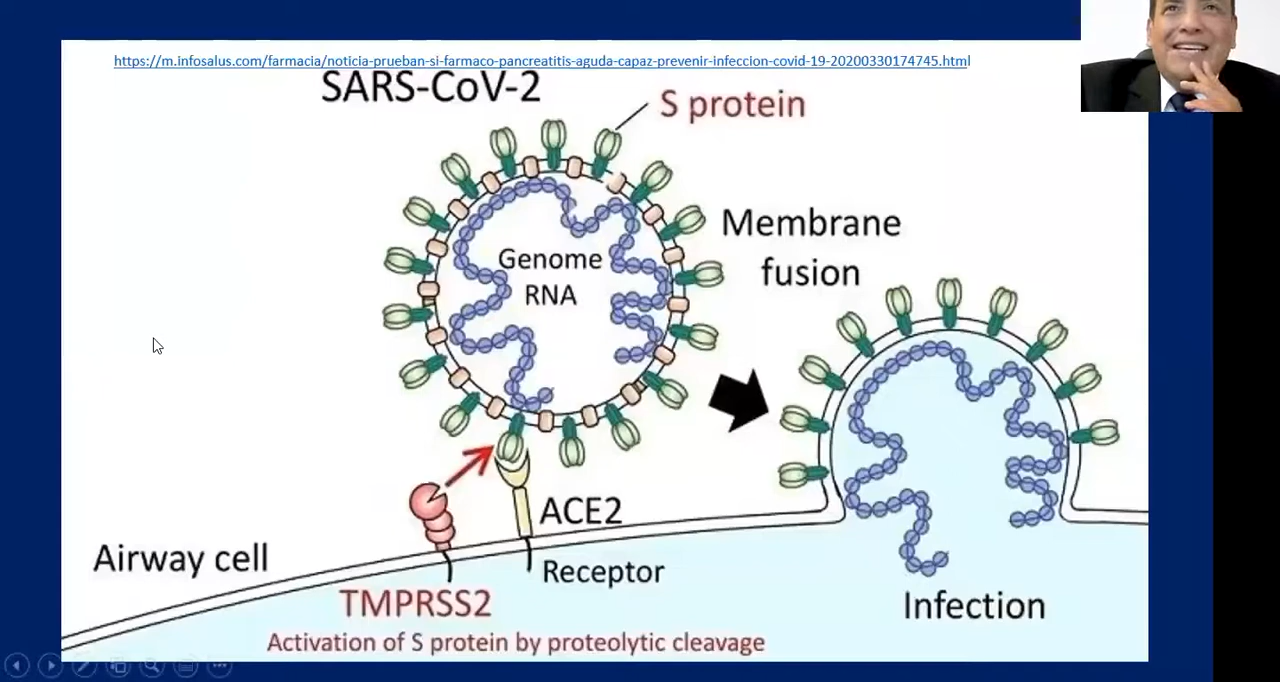 https://m.infosalus.com/farmacia/noticia-prueban-si-farmaco-pancreatitis-aguda-capaz-prevenir-infeccion-covid-19-20200330174745.html
SARS-CoV-2
S protein
Membrane
fusion
Genome
RNA
ACE2
Airway cell
Receptor
TMPRSS2
Infection
Activation of S protein by proteolytic cleavage